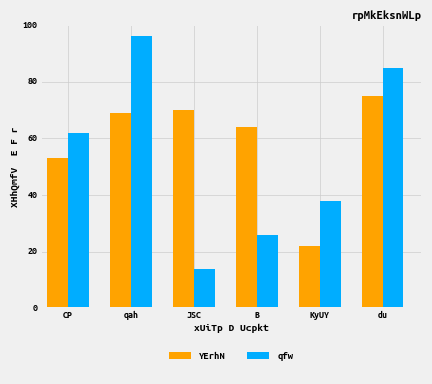 rpMkEksnWLp
100
80
60
40
20
0
XHhQmfV E F r
CP qah JSC B KyUY du
xUiTp D Ucpkt
YErhN qfw